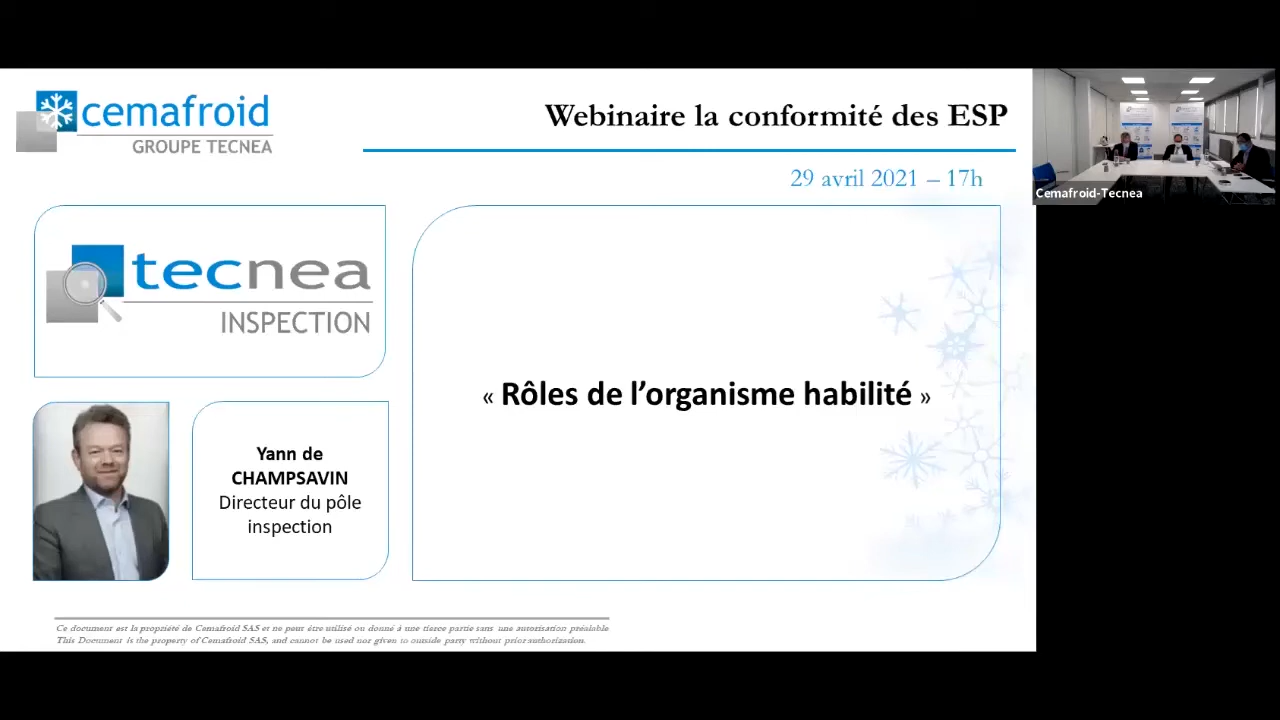 cemafroid
GROUPE TECNEA
Webinaire la conformité des ESP
29 avril 2021 – 17h
Cemafroid-Tecnea
tecnea
INSPECTION
« Rôles de l’organisme habilité »
Yann de
CHAMPSAVIN
Directeur du pôle
inspection
Ce document est la propriété de Cemafroid SAS et ne peut être utilisé ou donné à une tierce partie sans une autorisation préalable.
This Document is the property of Cemafroid SAS, and cannot be used nor given to outside party without prior authorization.